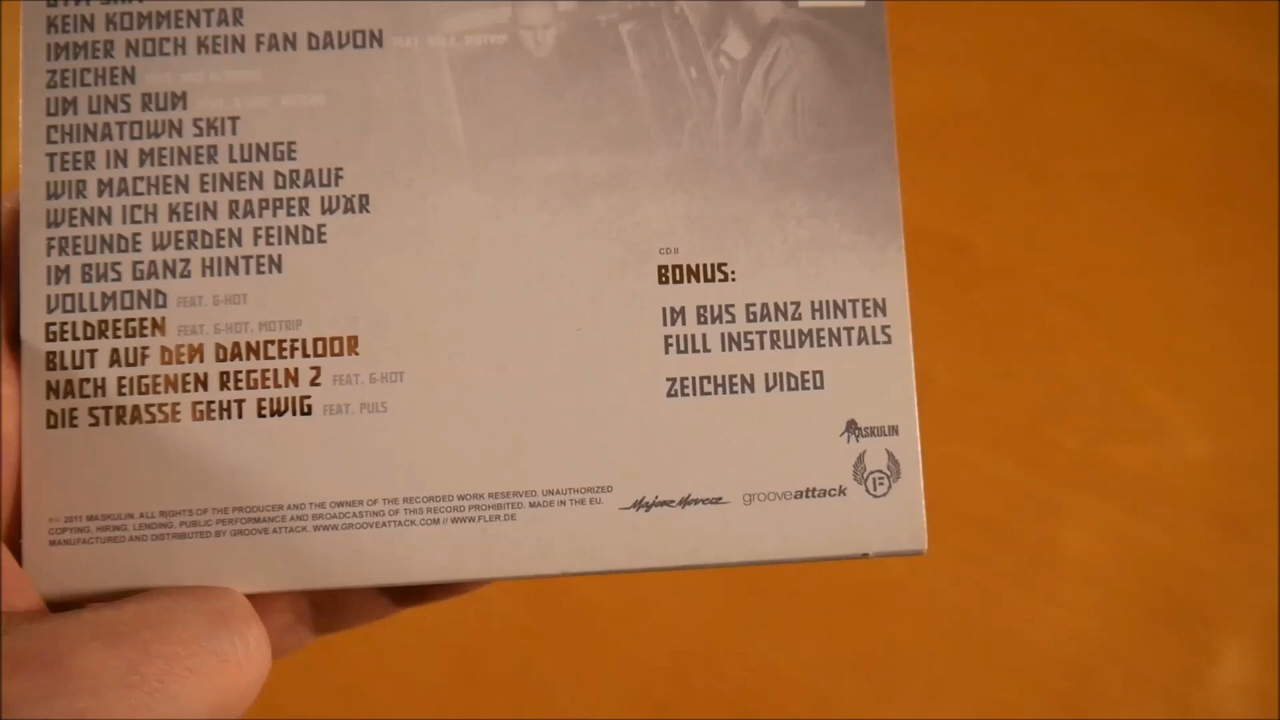 KEIN KOMMENTAR
IMMER NOCH KEIN FAN DAVON FEAT. MOTRIP
ZEICHEN
UM UNS RUM
CHINATOWN SKIT
TEER IN MEINER LUNGE
WIR MACHEN EINEN DRAUF
WENN ICH KEIN RAPPER WÄR
FREUNDE WERDEN FEINDE
IM BUS GANZ HINTEN
VOLLMOND FEAT. G-HOT
GELDREGEN FEAT. G-HOT, MOTRIP
BLUT AUF DEM DANCEFLOOR
NACH EIGENEN REGELN 2 FEAT. G-HOT
DIE STRASSE GEHT EWIG FEAT. PULS
CD II
BONUS:
IM BUS GANZ HINTEN
FULL INSTRUMENTALS
ZEICHEN VIDEO
MASKULIN
F
Major Movez
grooveattack
2011 MASKULIN. ALL RIGHTS OF THE PRODUCER AND THE OWNER OF THE RECORDED WORK RESERVED. UNAUTHORIZED
COPYING, HIRING, LENDING, PUBLIC PERFORMANCE AND BROADCASTING OF THIS RECORD PROHIBITED. MADE IN THE EU.
MANUFACTURED AND DISTRIBUTED BY GROOVE ATTACK. WWW.GROOVEATTACK.COM // WWW.FLER.DE